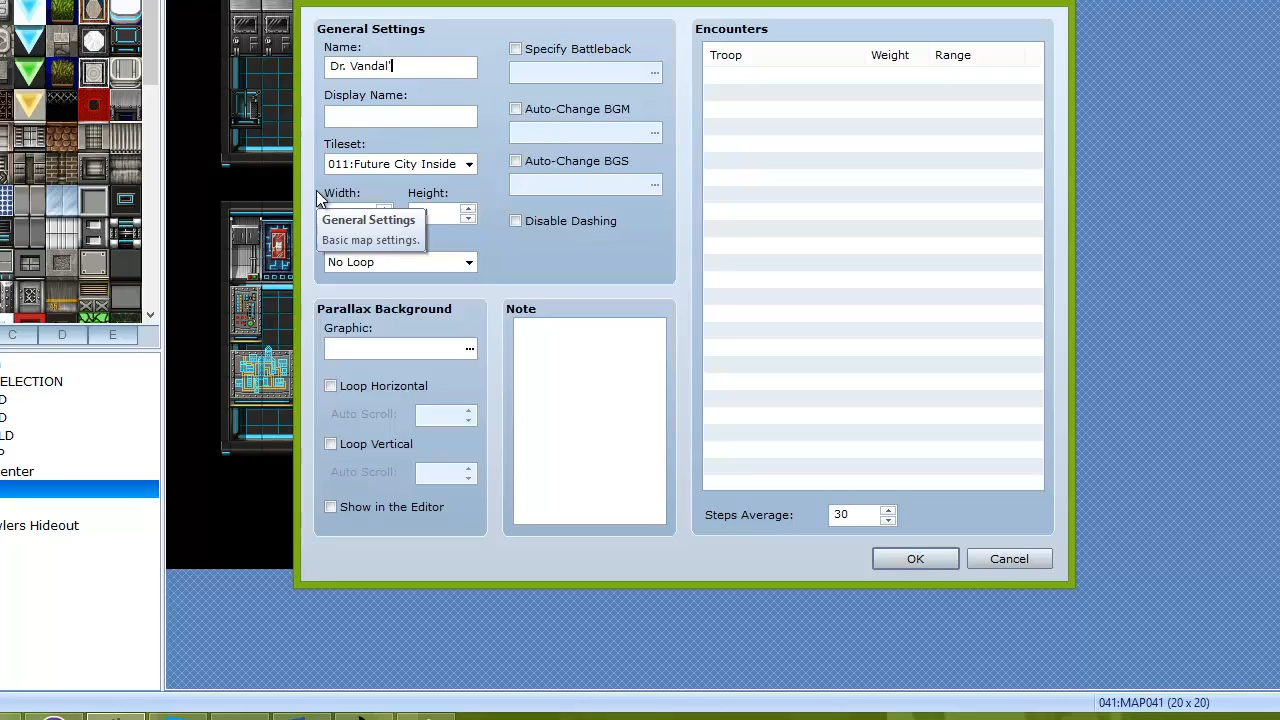 General Settings
Name:
Dr. Vandal'
Display Name:
Tileset:
011:Future City Inside
Width:
Height:
General Settings
Basic map settings.
No Loop
Specify Battleback
...
Auto-Change BGM
...
Auto-Change BGS
...
Disable Dashing
Parallax Background
Graphic:
...
Loop Horizontal
Auto Scroll:
Loop Vertical
Auto Scroll:
Show in the Editor
Note
Encounters
Troop Weight Range
Steps Average: 30
OK
Cancel
C D E
ELECTION
D
D
LD
P
enter
wlers Hideout
041:MAP041 (20 x 20)